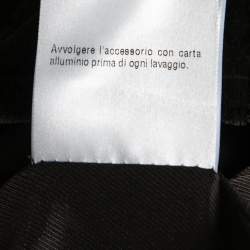 Avvolgere l'accessorio con carta
alluminio prima di ogni lavaggio.